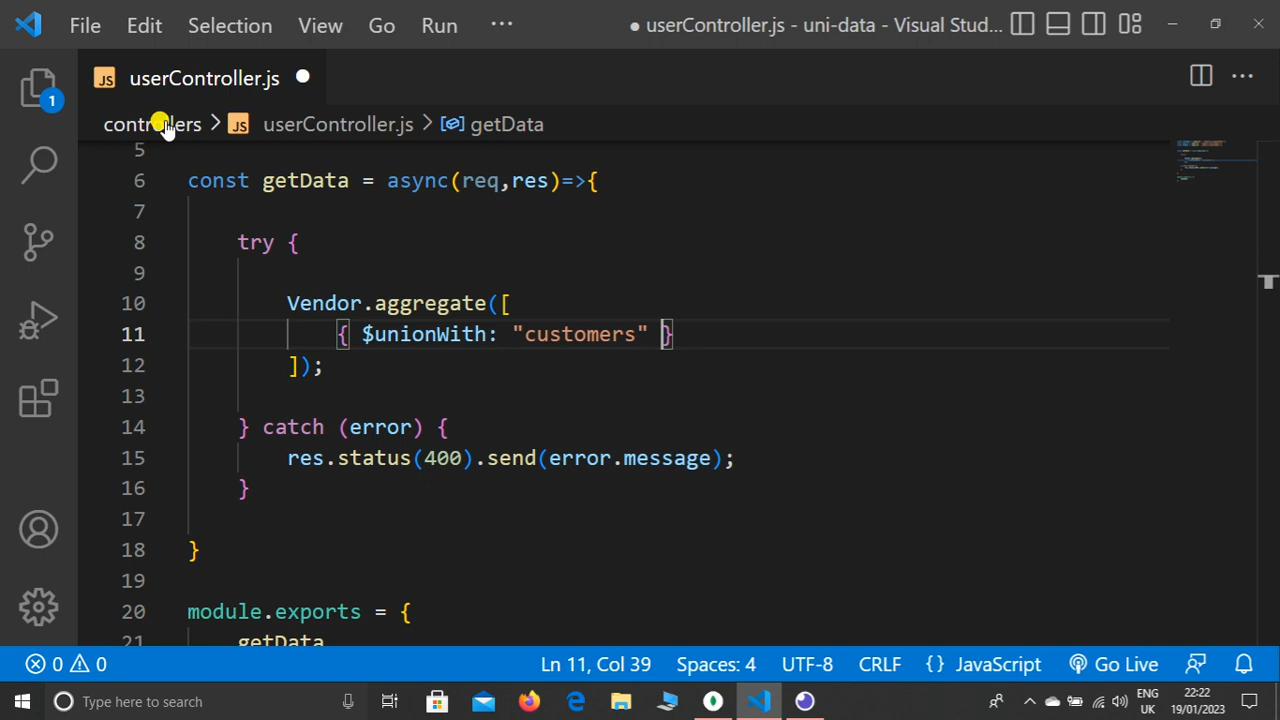 File Edit View Selection Go Run ··· ● userController.js - uni-data - Visual Stud...
JS userController.js ●
1
controllers > JS userController.js > getData
5
6 const getData = async(req,res)=>{
7
8 try {
9
10 Vendor.aggregate([
11 { $unionWith: "customers" }
12 ]);
13
14 } catch (error) {
15 res.status(400).send(error.message);
16 }
17
18 }
19
20 module.exports = {
21 getData
0 0 Ln 11, Col 39 Spaces: 4 UTF-8 CRLF {} JavaScript Go Live
Type here to search ENG 22:22
UK 19/01/2023